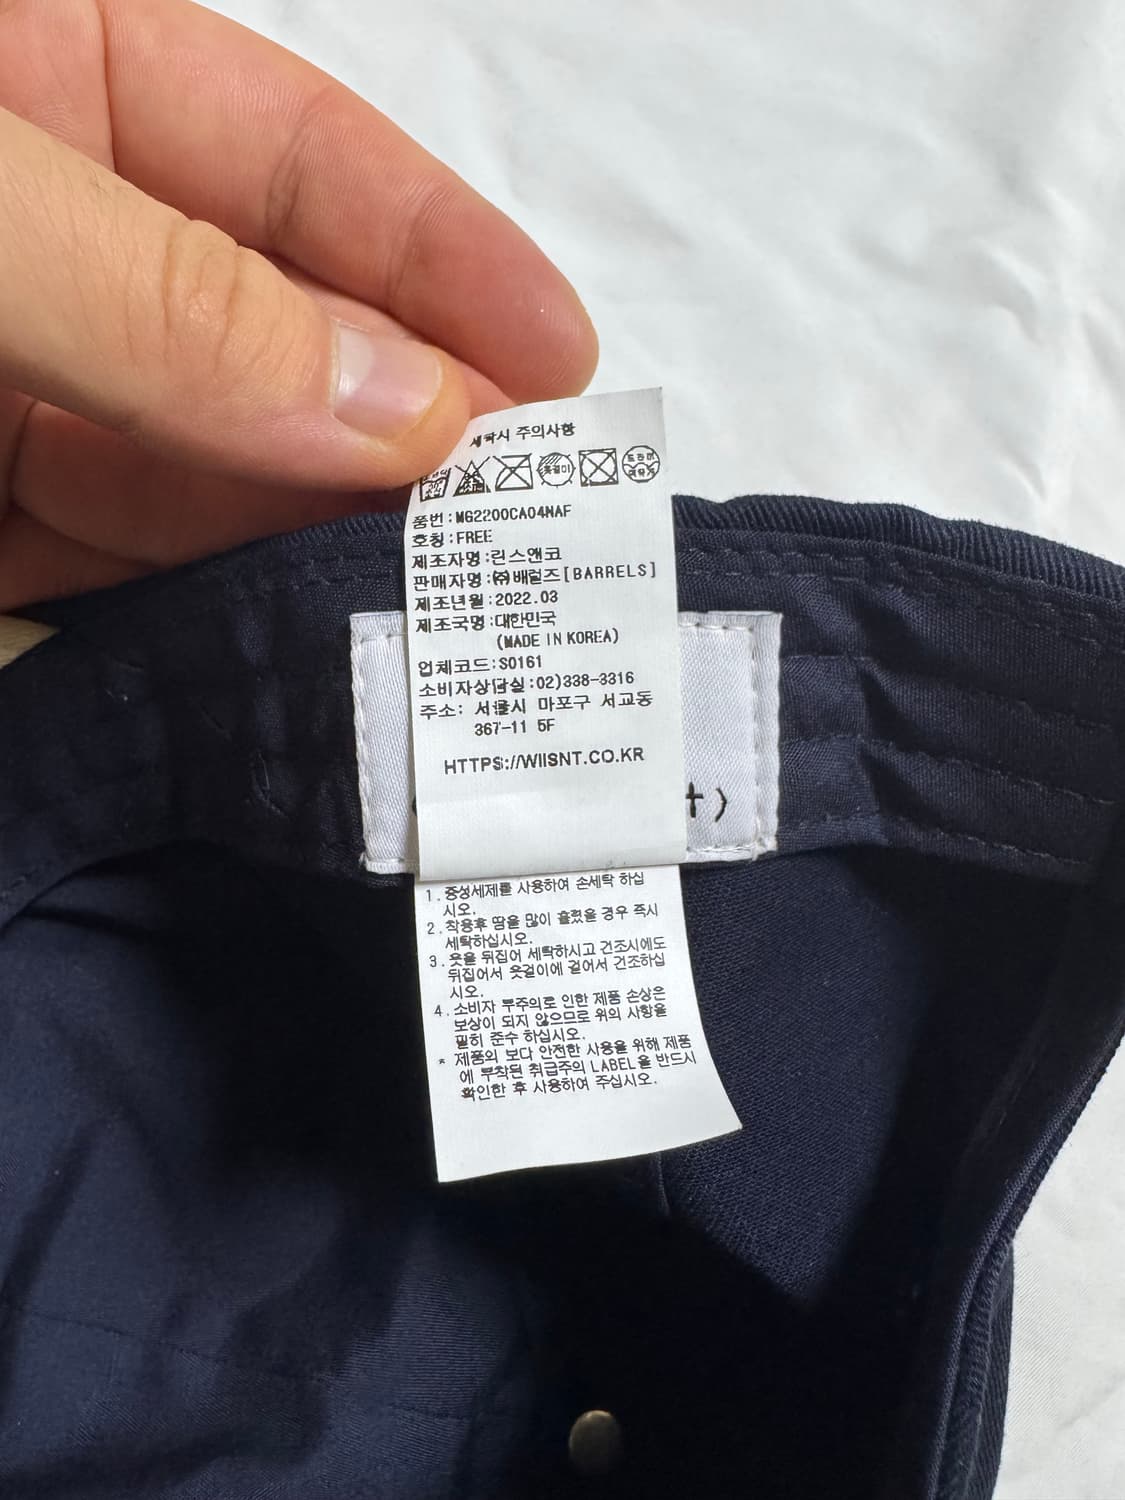 세탁시 주의사항
옷걸이
드라이
품번:MG2200CA04NAF
호칭:FREE
제조자명:린스앤코
판매자명:㈜배럴즈[BARRELS]
제조년월:2022.03
제조국명:대한민국
(MADE IN KOREA)
업체코드:S0161
소비자상담실:02)338-3316
주소: 서울시 마포구 서교동
367-11 5F
HTTPS://WIISNT.CO.KR
t)
1.중성세제를 사용하여 손세탁 하십
시오.
2.착용후 땀을 많이 흘렸을 경우 즉시
세탁하십시오.
3.옷을 뒤집어 세탁하시고 건조시에도
뒤집어서 옷걸이에 걸어서 건조하십
시오.
4.소비자 부주의로 인한 제품 손상은
보상이 되지 않으므로 위의 사항을
필히 준수 하십시오.
* 제품의 보다 안전한 사용을 위해 제품
에 부착된 취급주의 LABEL을 반드시
확인한 후 사용하여 주십시오.